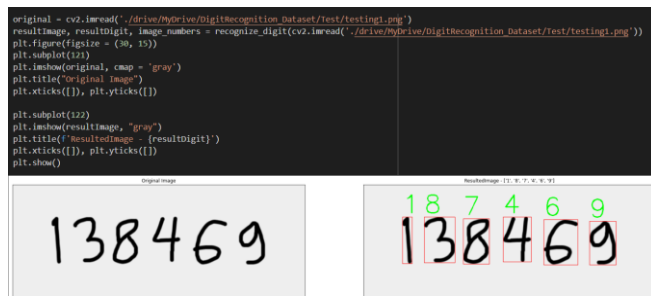 original = cv2.imread('./drive/MyDrive/DigitRecognition_Dataset/Test/testing1.png')
resultImage, resultDigit, image_numbers = recognize_digit(cv2.imread('./drive/MyDrive/DigitRecognition_Dataset/Test/testing1.png'))
plt.figure(figsize = (30, 15))
plt.subplot(121)
plt.imshow(original, cmap = 'gray')
plt.title("Original Image")
plt.xticks([]), plt.yticks([])
plt.subplot(122)
plt.imshow(resultImage, "gray")
plt.title(f'ResultedImage - {resultDigit}')
plt.xticks([]), plt.yticks([])
plt.show()
Original Image
138469
ResultedImage - ['1', '8', '7', '4', '6', '9']
1 8 7 4 6 9
138469